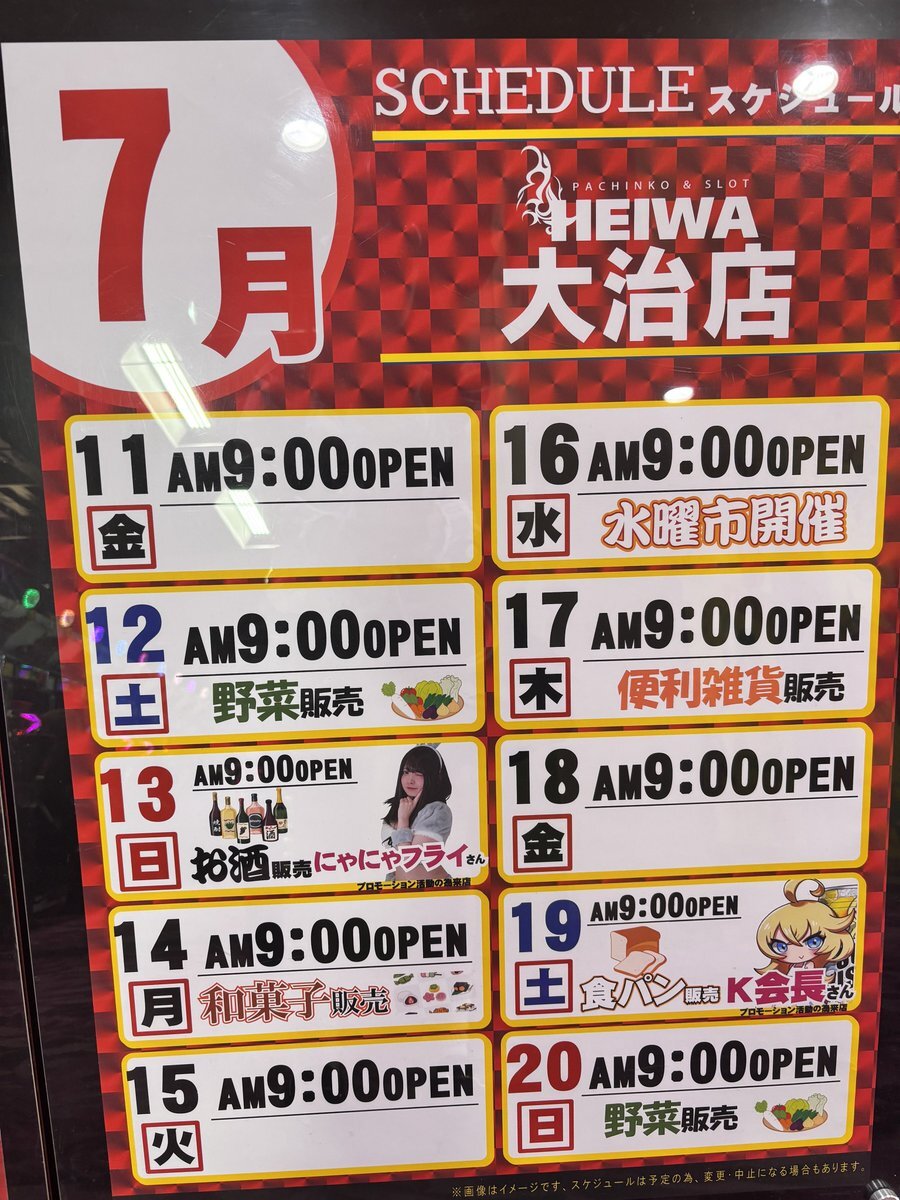 7月
SCHEDULE スケジュール
PACHINKO & SLOT
HEIWA
大治店
11 AM9:00OPEN
金
12 AM9:00OPEN
土 野菜販売
13 AM9:00OPEN
日 お酒販売 にゃにゃフライさん
プロモーション活動の為来店
14 AM9:00OPEN
月 和菓子販売
15 AM9:00OPEN
火
16 AM9:00OPEN
水 水曜市開催
17 AM9:00OPEN
木 便利雑貨販売
18 AM9:00OPEN
金
19 AM9:00OPEN
土 食パン販売 K会長さん
プロモーション活動の為来店
20 AM9:00OPEN
日 野菜販売
※画像はイメージです、スケジュールは予定の為、変更・中止になる場合もあります。